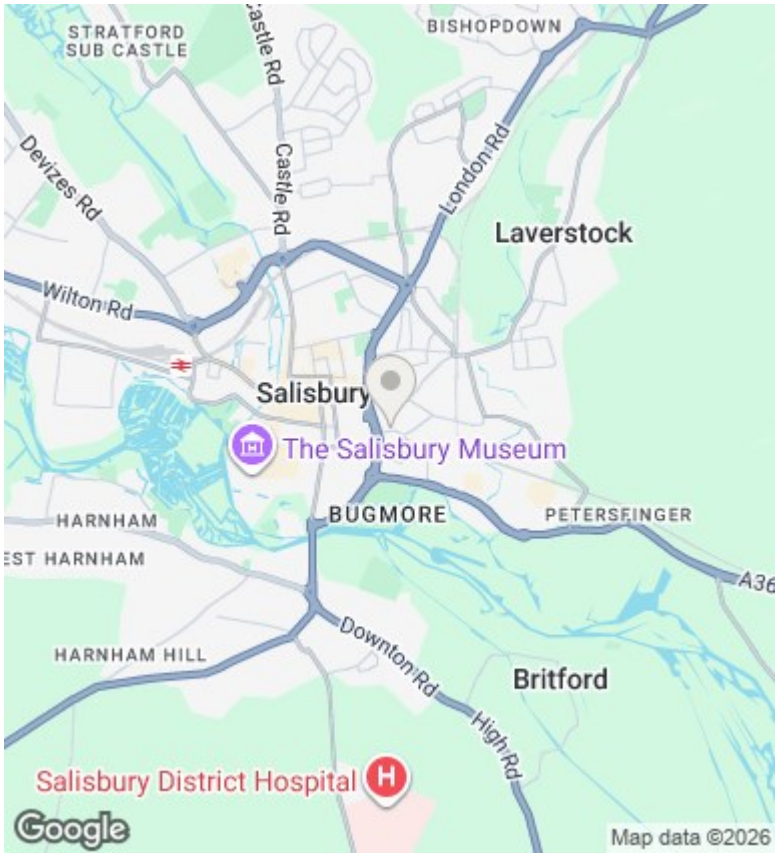 STRATFORD
SUB CASTLE
Castle Rd
BISHOPDOWN
Devizes Rd
Castle Rd
London Rd
Laverstock
Wilton Rd
Salisbury
The Salisbury Museum
HARNHAM
BUGMORE
PETERSFINGER
EST HARNHAM
A36
HARNHAM HILL
Downton Rd
Britford
High Rd
Salisbury District Hospital
H
Google
Map data ©2026